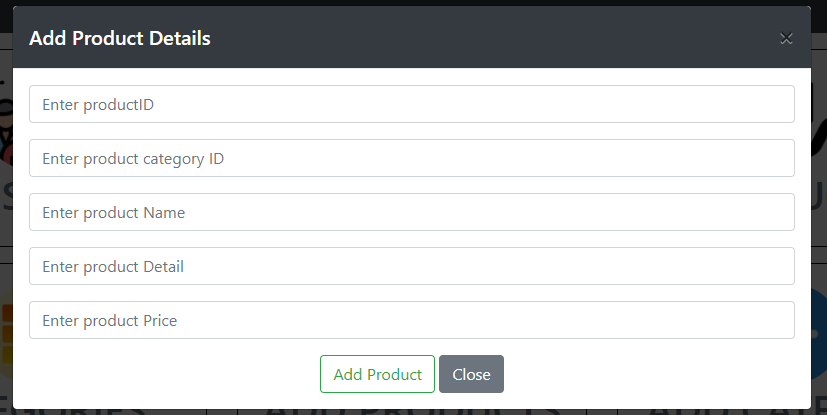 Add Product Details
×
Enter productID
Enter product category ID
Enter product Name
Enter product Detail
Enter product Price
Add Product Close